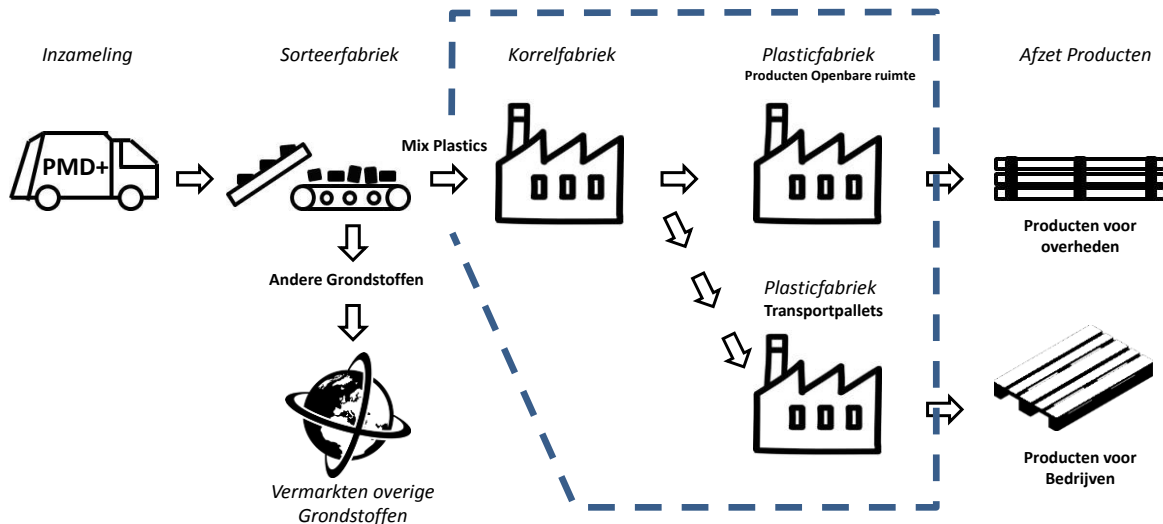 Inzameling
Sorteerfabriek
Korrelfabriek
Plasticfabriek
Producten Openbare ruimte
Afzet Producten
PMD+
Mix Plastics
Producten voor
overheden
Andere Grondstoffen
Plasticfabriek
Transportpallets
Vermarkten overige
Grondstoffen
Producten voor
Bedrijven